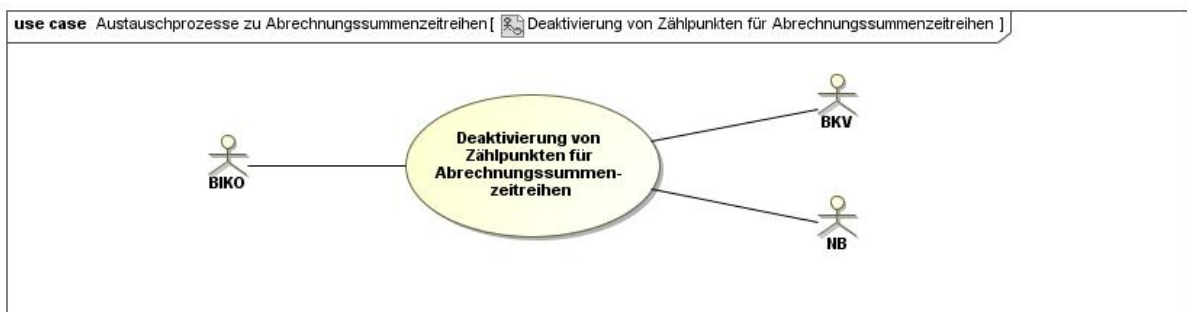 use case Austauschprozesse zu Abrechnungssummenzeitreihen [ Deaktivierung von Zählpunkten für Abrechnungssummenzeitreihen ]
BKV
Deaktivierung von
Zählpunkten für
Abrechnungssummen-
zeitreihen
BIKO
NB